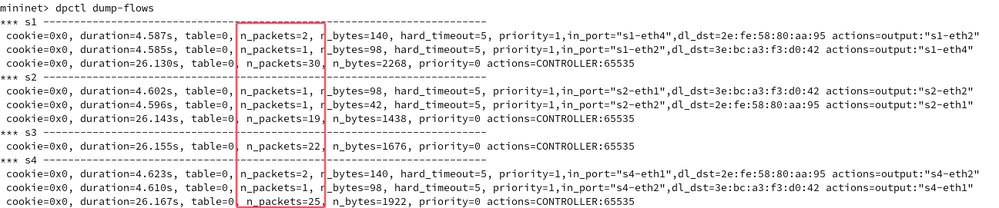 mininet> dpctl dump-flows
*** s1 ------------------------------------------------------------------------
 cookie=0x0, duration=4.587s, table=0, n_packets=2, n_bytes=140, hard_timeout=5, priority=1,in_port="s1-eth4",dl_dst=2e:fe:58:80:aa:95 actions=output:"s1-eth2"
 cookie=0x0, duration=4.585s, table=0, n_packets=1, n_bytes=98, hard_timeout=5, priority=1,in_port="s1-eth2",dl_dst=3e:bc:a3:f3:d0:42 actions=output:"s1-eth4"
 cookie=0x0, duration=26.130s, table=0, n_packets=30, n_bytes=2268, priority=0 actions=CONTROLLER:65535
*** s2 ------------------------------------------------------------------------
 cookie=0x0, duration=4.602s, table=0, n_packets=1, n_bytes=98, hard_timeout=5, priority=1,in_port="s2-eth1",dl_dst=3e:bc:a3:f3:d0:42 actions=output:"s2-eth2"
 cookie=0x0, duration=4.596s, table=0, n_packets=1, n_bytes=42, hard_timeout=5, priority=1,in_port="s2-eth2",dl_dst=2e:fe:58:80:aa:95 actions=output:"s2-eth1"
 cookie=0x0, duration=26.143s, table=0, n_packets=19, n_bytes=1438, priority=0 actions=CONTROLLER:65535
*** s3 ------------------------------------------------------------------------
 cookie=0x0, duration=26.155s, table=0, n_packets=22, n_bytes=1676, priority=0 actions=CONTROLLER:65535
*** s4 ------------------------------------------------------------------------
 cookie=0x0, duration=4.623s, table=0, n_packets=2, n_bytes=140, hard_timeout=5, priority=1,in_port="s4-eth1",dl_dst=2e:fe:58:80:aa:95 actions=output:"s4-eth2"
 cookie=0x0, duration=4.610s, table=0, n_packets=1, n_bytes=98, hard_timeout=5, priority=1,in_port="s4-eth2",dl_dst=3e:bc:a3:f3:d0:42 actions=output:"s4-eth1"
 cookie=0x0, duration=26.167s, table=0, n_packets=25, n_bytes=1922, priority=0 actions=CONTROLLER:65535